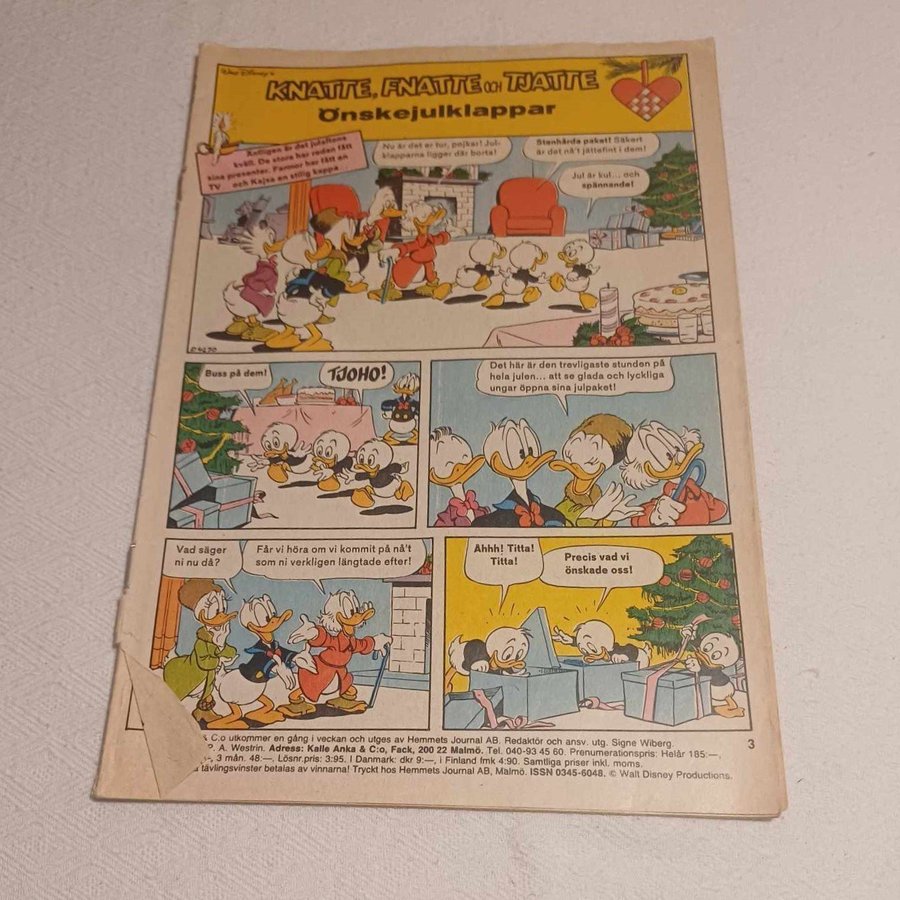 Walt Disney's
KNATTE, FNATTE OCH TJATTE
Önskejulklappar
Äntligen är det julaftons
kväll. De stora har redan fått
sina presenter. Farmor har fått en
TV och Kajsa en stilig kappa...
Nu är det er tur, pojkar! Jul-
klapparna ligger där borta!
Stenhårda paket! Säkert
är det nå't jättefint i dem!
Jul är kul... och
spännande!
Buss på dem!
TJOHO!
Det här är den trevligaste stunden på
hela julen... att se glada och lyckliga
ungar öppna sina julpaket!
Vad säger
ni nu då?
Får vi höra om vi kommit på nå't
som ni verkligen längtade efter!
Åhhh! Titta!
Titta!
Precis vad vi
önskade oss!
& C:o utkommer en gång i veckan och utges av Hemmets Journal AB. Redaktör och ansv. utg. Signe Wiberg.
P. A. Westrin. Adress: Kalle Anka & C:o, Fack, 200 22 Malmö. Tel. 040-93 45 60. Prenumerationspris: Helår 185:—,
3 mån. 48:—. Lösnr.pris: 3:95. I Danmark: dkr 9:—, i Finland fmk 4:90. Samtliga priser inkl. moms.
tävlingsvinster betalas av vinnarna! Tryckt hos Hemmets Journal AB, Malmö. ISSN 0345-6048. © Walt Disney Productions.
3